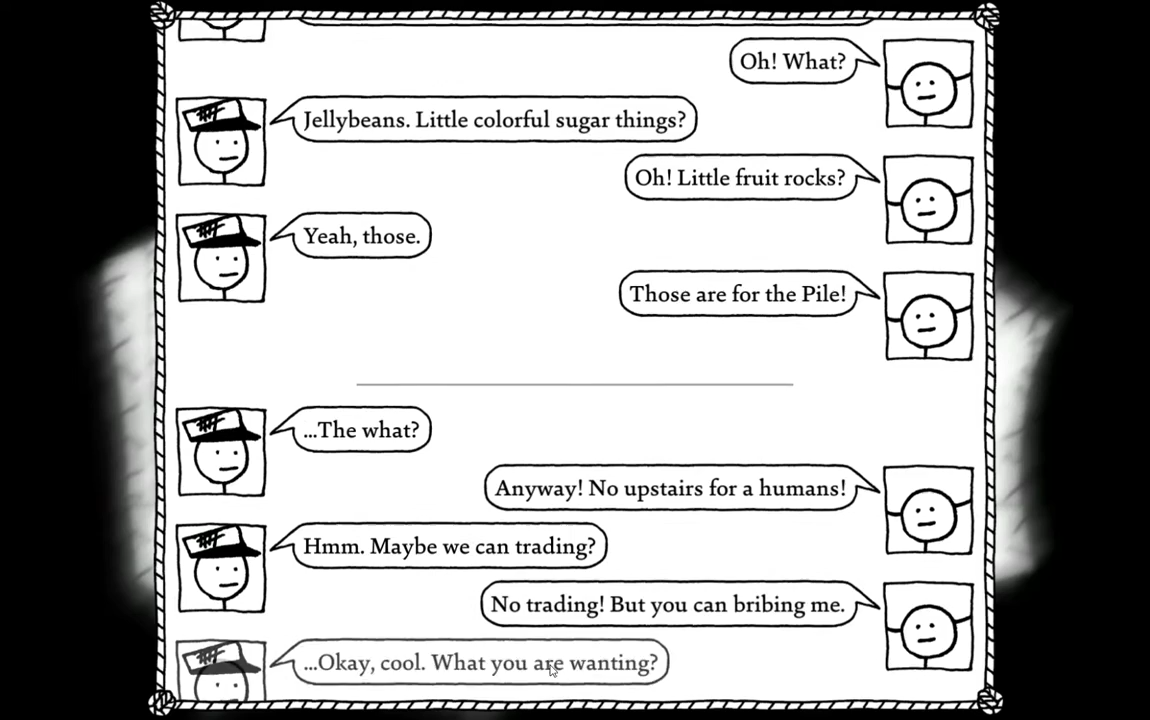 Oh! What?
Jellybeans. Little colorful sugar things?
Oh! Little fruit rocks?
Yeah, those.
Those are for the Pile!
...The what?
Anyway! No upstairs for a humans!
Hmm. Maybe we can trading?
No trading! But you can bribing me.
...Okay, cool. What you are wanting?